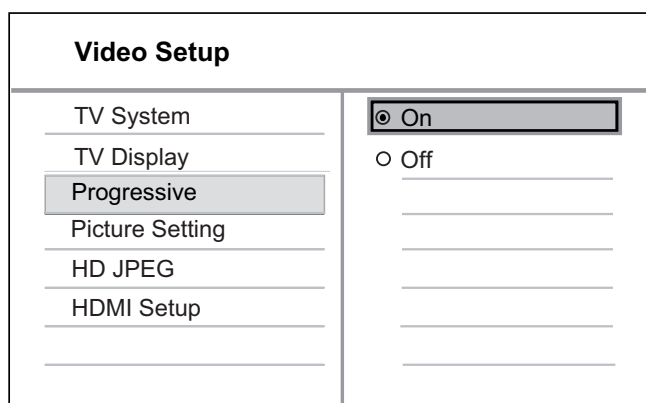 Video Setup
TV System
TV Display
Progressive
Picture Setting
HD JPEG
HDMI Setup
On
Off